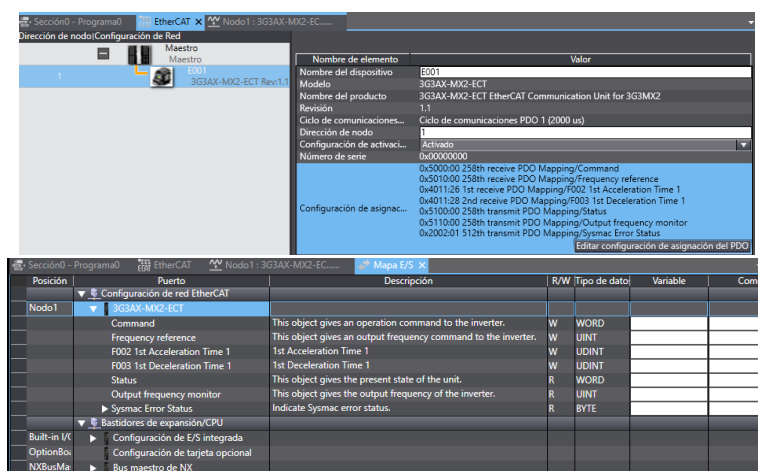 Sección0 - Programa0 EtherCAT Nodo1 : 3G3AX-MX2-EC......
Dirección de nodo|Configuración de Red
Maestro
Maestro
1 E001
3G3AX-MX2-ECT Rev:1.1
Nombre de elemento Valor
Nombre del dispositivo E001
Modelo 3G3AX-MX2-ECT
Nombre del producto 3G3AX-MX2-ECT EtherCAT Communication Unit for 3G3MX2
Revisión 1.1
Ciclo de comunicaciones... Ciclo de comunicaciones PDO 1 (2000 us)
Dirección de nodo 1
Configuración de activaci... Activado
Número de serie 0x00000000
Configuración de asignac... 0x5000:00 258th receive PDO Mapping/Command
0x5010:00 258th receive PDO Mapping/Frequency reference
0x4011:26 1st receive PDO Mapping/F002 1st Acceleration Time 1
0x4011:28 2nd receive PDO Mapping/F003 1st Deceleration Time 1
0x5100:00 258th transmit PDO Mapping/Status
0x5110:00 258th transmit PDO Mapping/Output frequency monitor
0x2002:01 512th transmit PDO Mapping/Sysmac Error Status
Editar configuración de asignación del PDO
Sección0 - Programa0 EtherCAT Nodo1 : 3G3AX-MX2-EC...... Mapa E/S
Posición Puerto Descripción R/W Tipo de dato Variable Com
Configuración de red EtherCAT
Nodo1 3G3AX-MX2-ECT
Command This object gives an operation command to the inverter. W WORD
Frequency reference This object gives an output frequency command to the inverter. W UINT
F002 1st Acceleration Time 1 1st Acceleration Time 1 W UDINT
F003 1st Deceleration Time 1 1st Deceleration Time 1 W UDINT
Status This object gives the present state of the unit. R WORD
Output frequency monitor This object gives the output frequency of the inverter. R UINT
Sysmac Error Status Indicate Sysmac error status. R BYTE
Bastidores de expansión/CPU
Built-in I/( Configuración de E/S integrada
OptionBo Configuración de tarjeta opcional
NXBusMa Bus maestro de NX